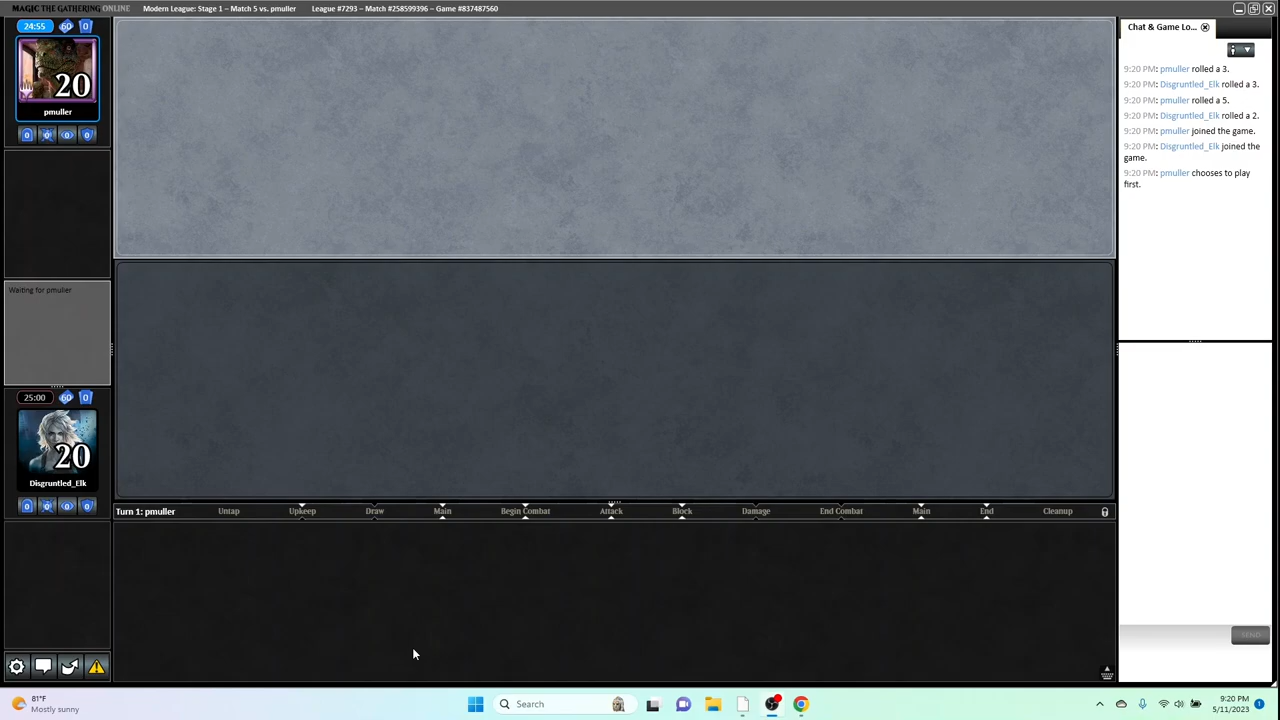 MAGIC THE GATHERING ONLINE Modern League: Stage 1 – Match 5 vs. pmuller League #7293 – Match #258599396 – Game #837487560
24:55 60 0
20
pmuller
0 0 0 0
Waiting for pmuller
25:00 60 0
20
Disgruntled_Elk
0 0 0 0
Turn 1: pmuller Untap Upkeep Draw Main Begin Combat Attack Block Damage End Combat Main End Cleanup
Chat & Game Lo...
9:20 PM: pmuller rolled a 3.
9:20 PM: Disgruntled_Elk rolled a 3.
9:20 PM: pmuller rolled a 5.
9:20 PM: Disgruntled_Elk rolled a 2.
9:20 PM: pmuller joined the game.
9:20 PM: Disgruntled_Elk joined the
game.
9:20 PM: pmuller chooses to play
first.
SEND
81°F
Mostly sunny
Search
9:20 PM
5/11/2023
1